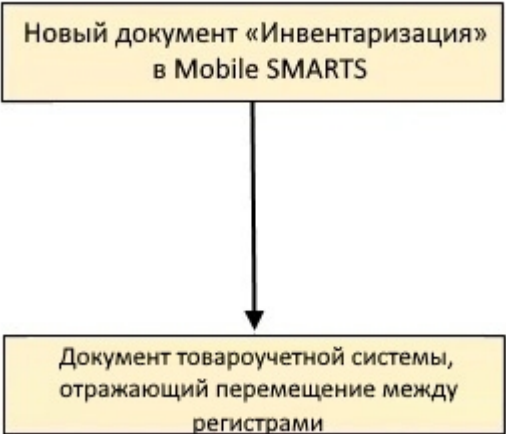 Новый документ «Инвентаризация»
в Mobile SMARTS
Документ товароучетной системы,
отражающий перемещение между
регистрами